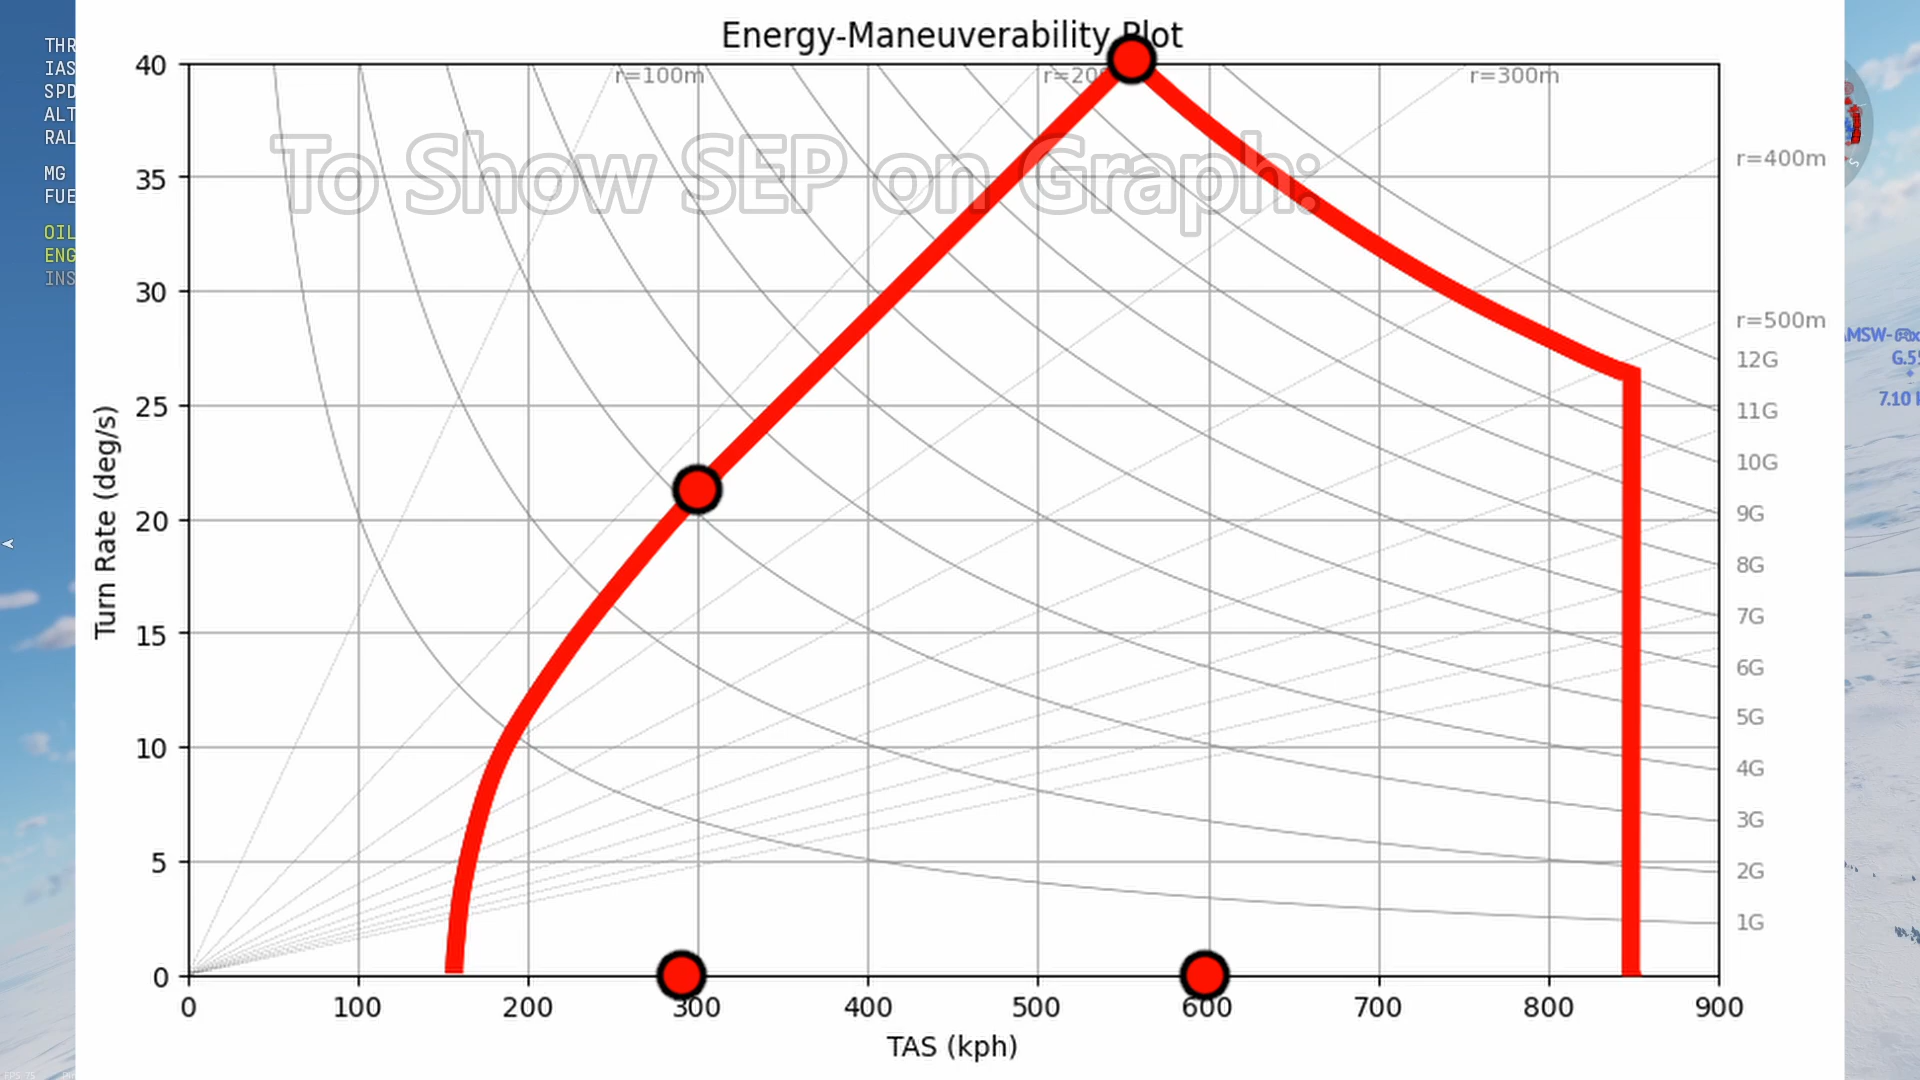 Energy-Maneuverability Plot
To Show SEP on Graph:
THR
IAS
SPD
ALT
RAL
MG
FUE
OIL
ENG
INS
r=100m
r=20
r=300m
r=400m
r=500m
12G
11G
10G
9G
8G
7G
6G
5G
4G
3G
2G
1G
40
35
30
25
20
15
10
5
0
Turn Rate (deg/s)
0 100 200 300 400 500 600 700 800 900
TAS (kph)
S
7.10